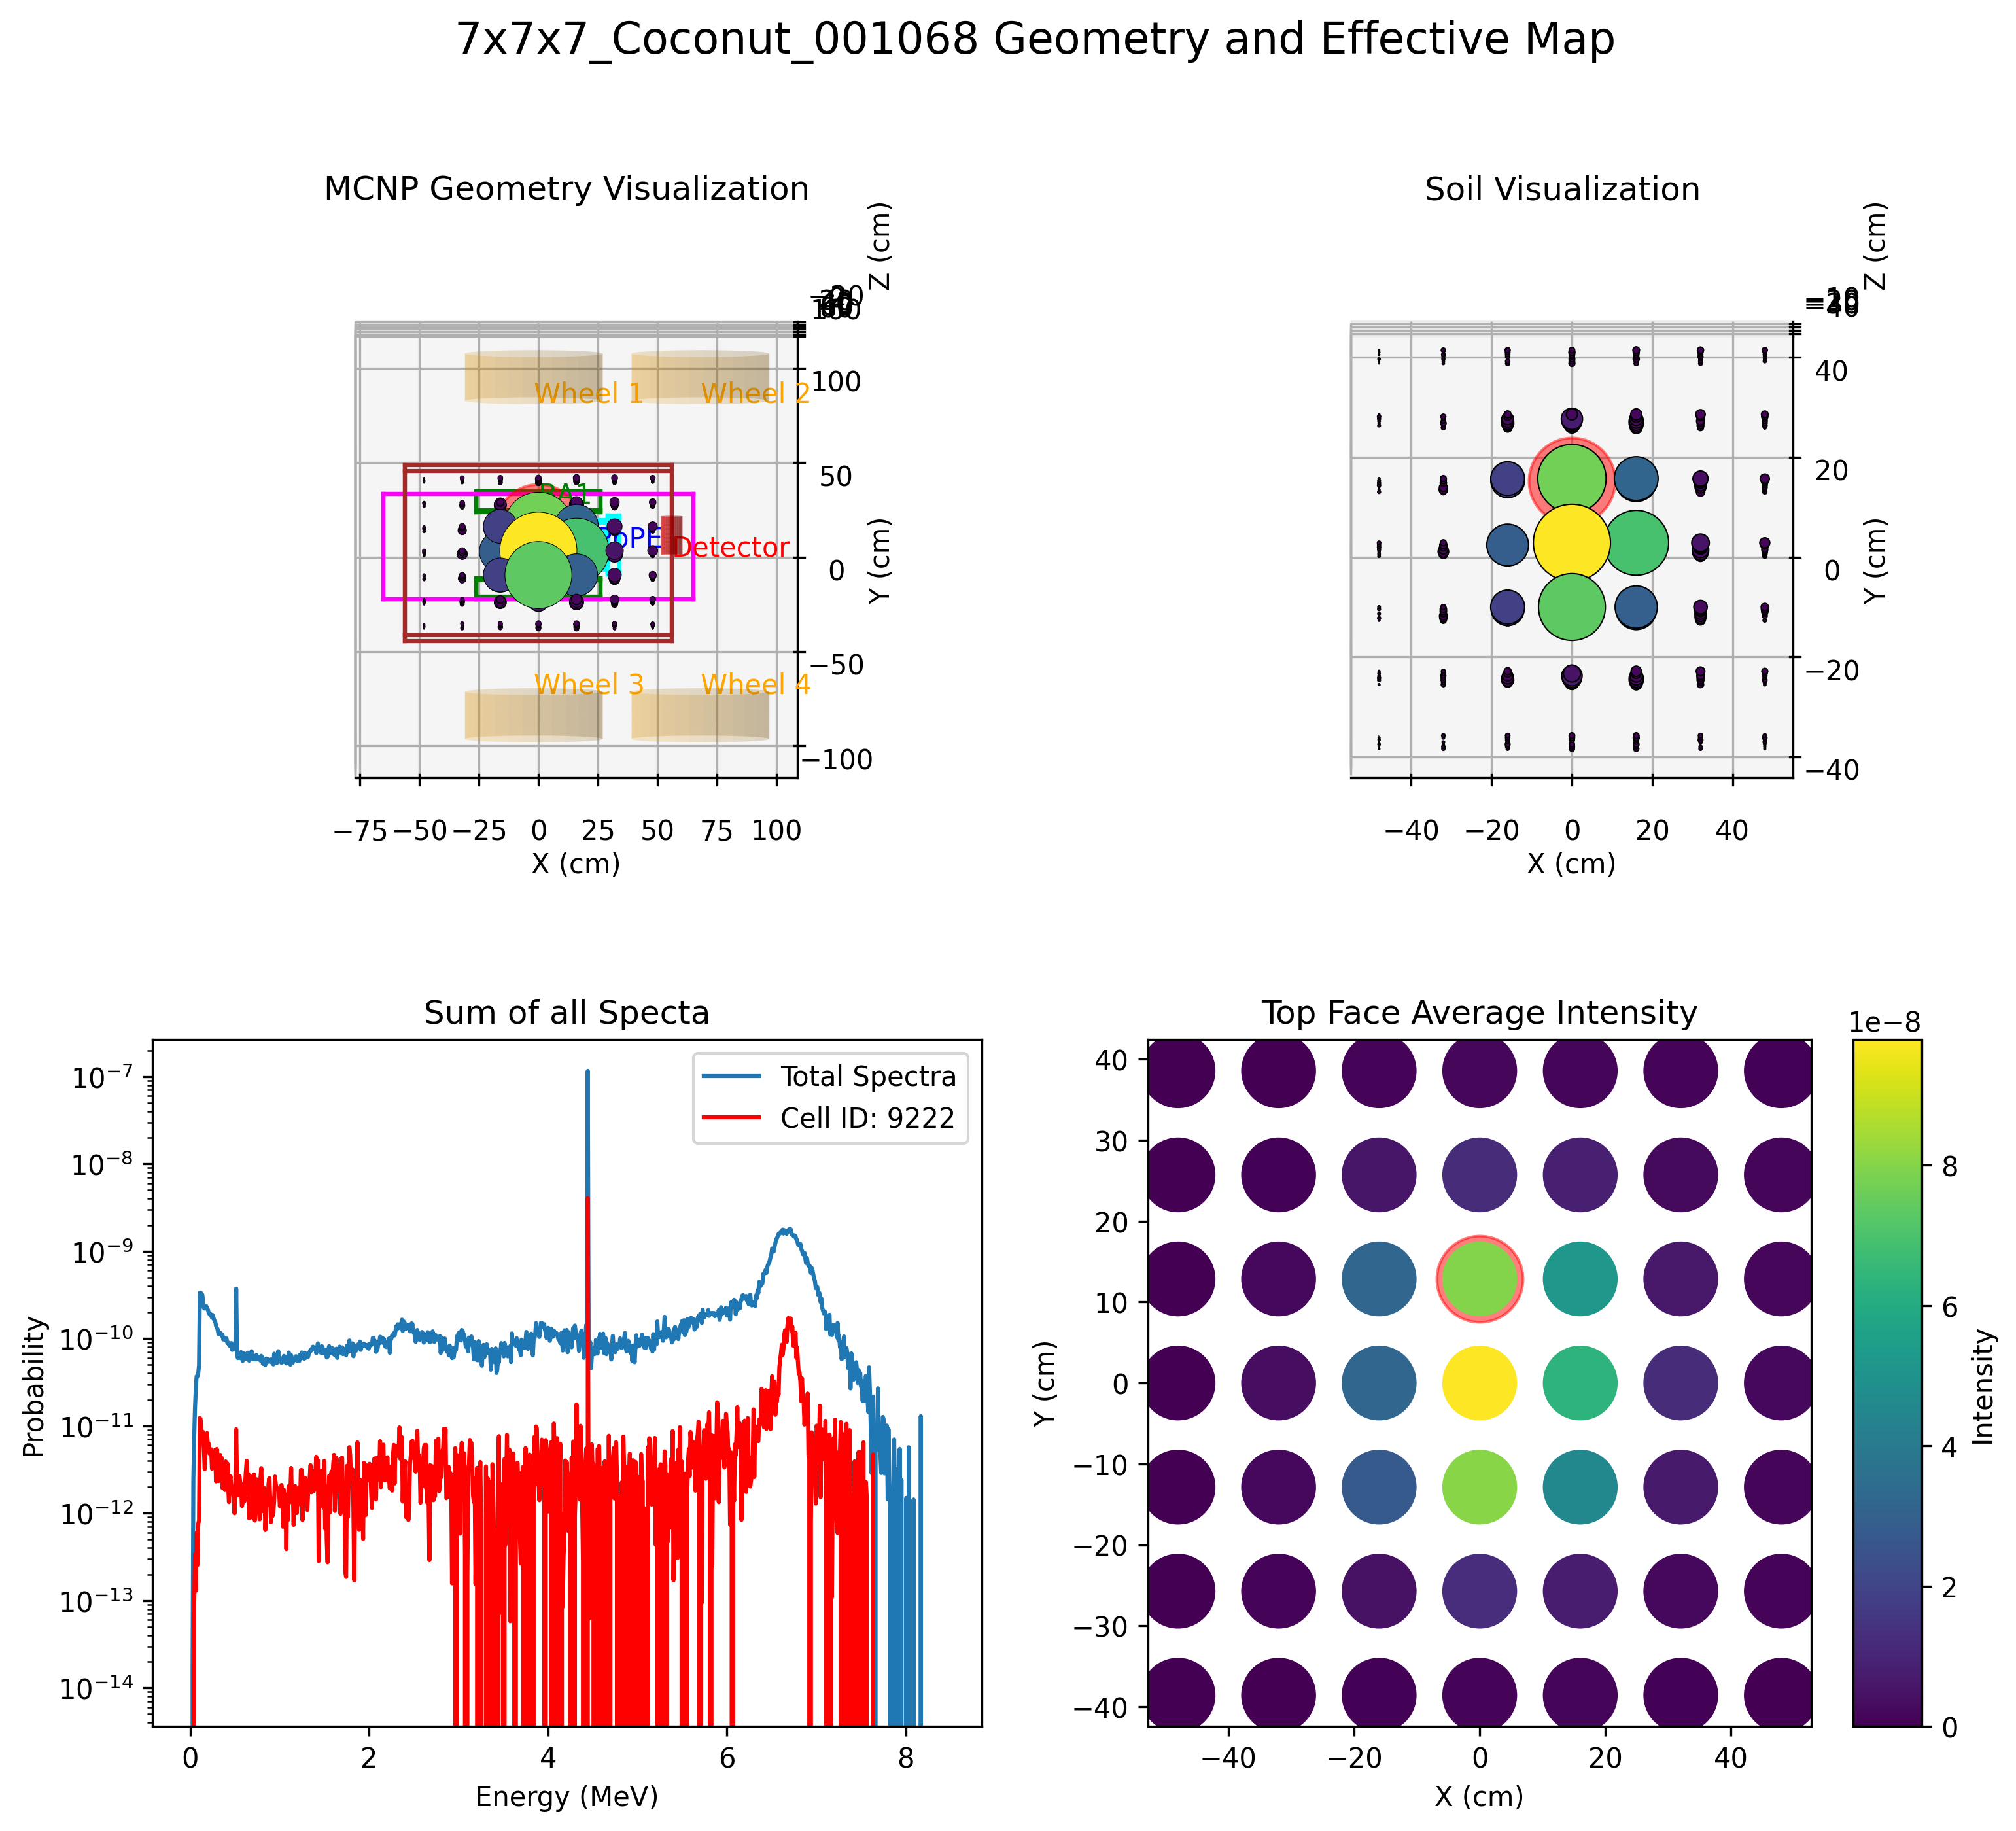 7x7x7_Coconut_001068 Geometry and Effective Map
MCNP Geometry Visualization
Z (cm)
100
50
0
−50
−100
Y (cm)
Wheel 1
Wheel 2
Detector
Wheel 3
Wheel 4
−75 −50 −25 0 25 50 75 100
X (cm)
Soil Visualization
Z (cm)
40
20
0
−20
−40
Y (cm)
−40 −20 0 20 40
X (cm)
Sum of all Specta
Total Spectra
Cell ID: 9222
10⁻⁷
10⁻⁸
10⁻⁹
10⁻¹⁰
10⁻¹¹
10⁻¹²
10⁻¹³
10⁻¹⁴
Probability
0 2 4 6 8
Energy (MeV)
Top Face Average Intensity
40
30
20
10
0
−10
−20
−30
−40
Y (cm)
−40 −20 0 20 40
X (cm)
1e−8
8
6
4
2
0
Intensity